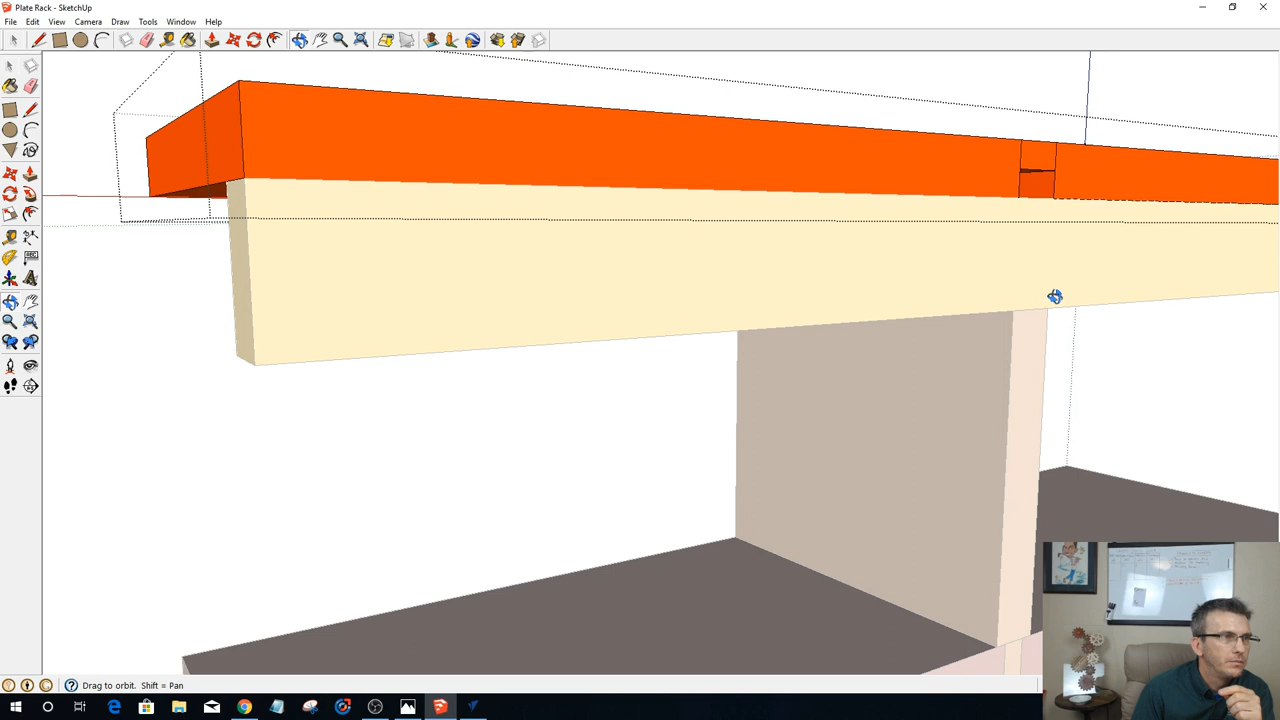 Plate Rack - SketchUp
File Edit View Camera Draw Tools Window Help
Drag to orbit. Shift = Pan